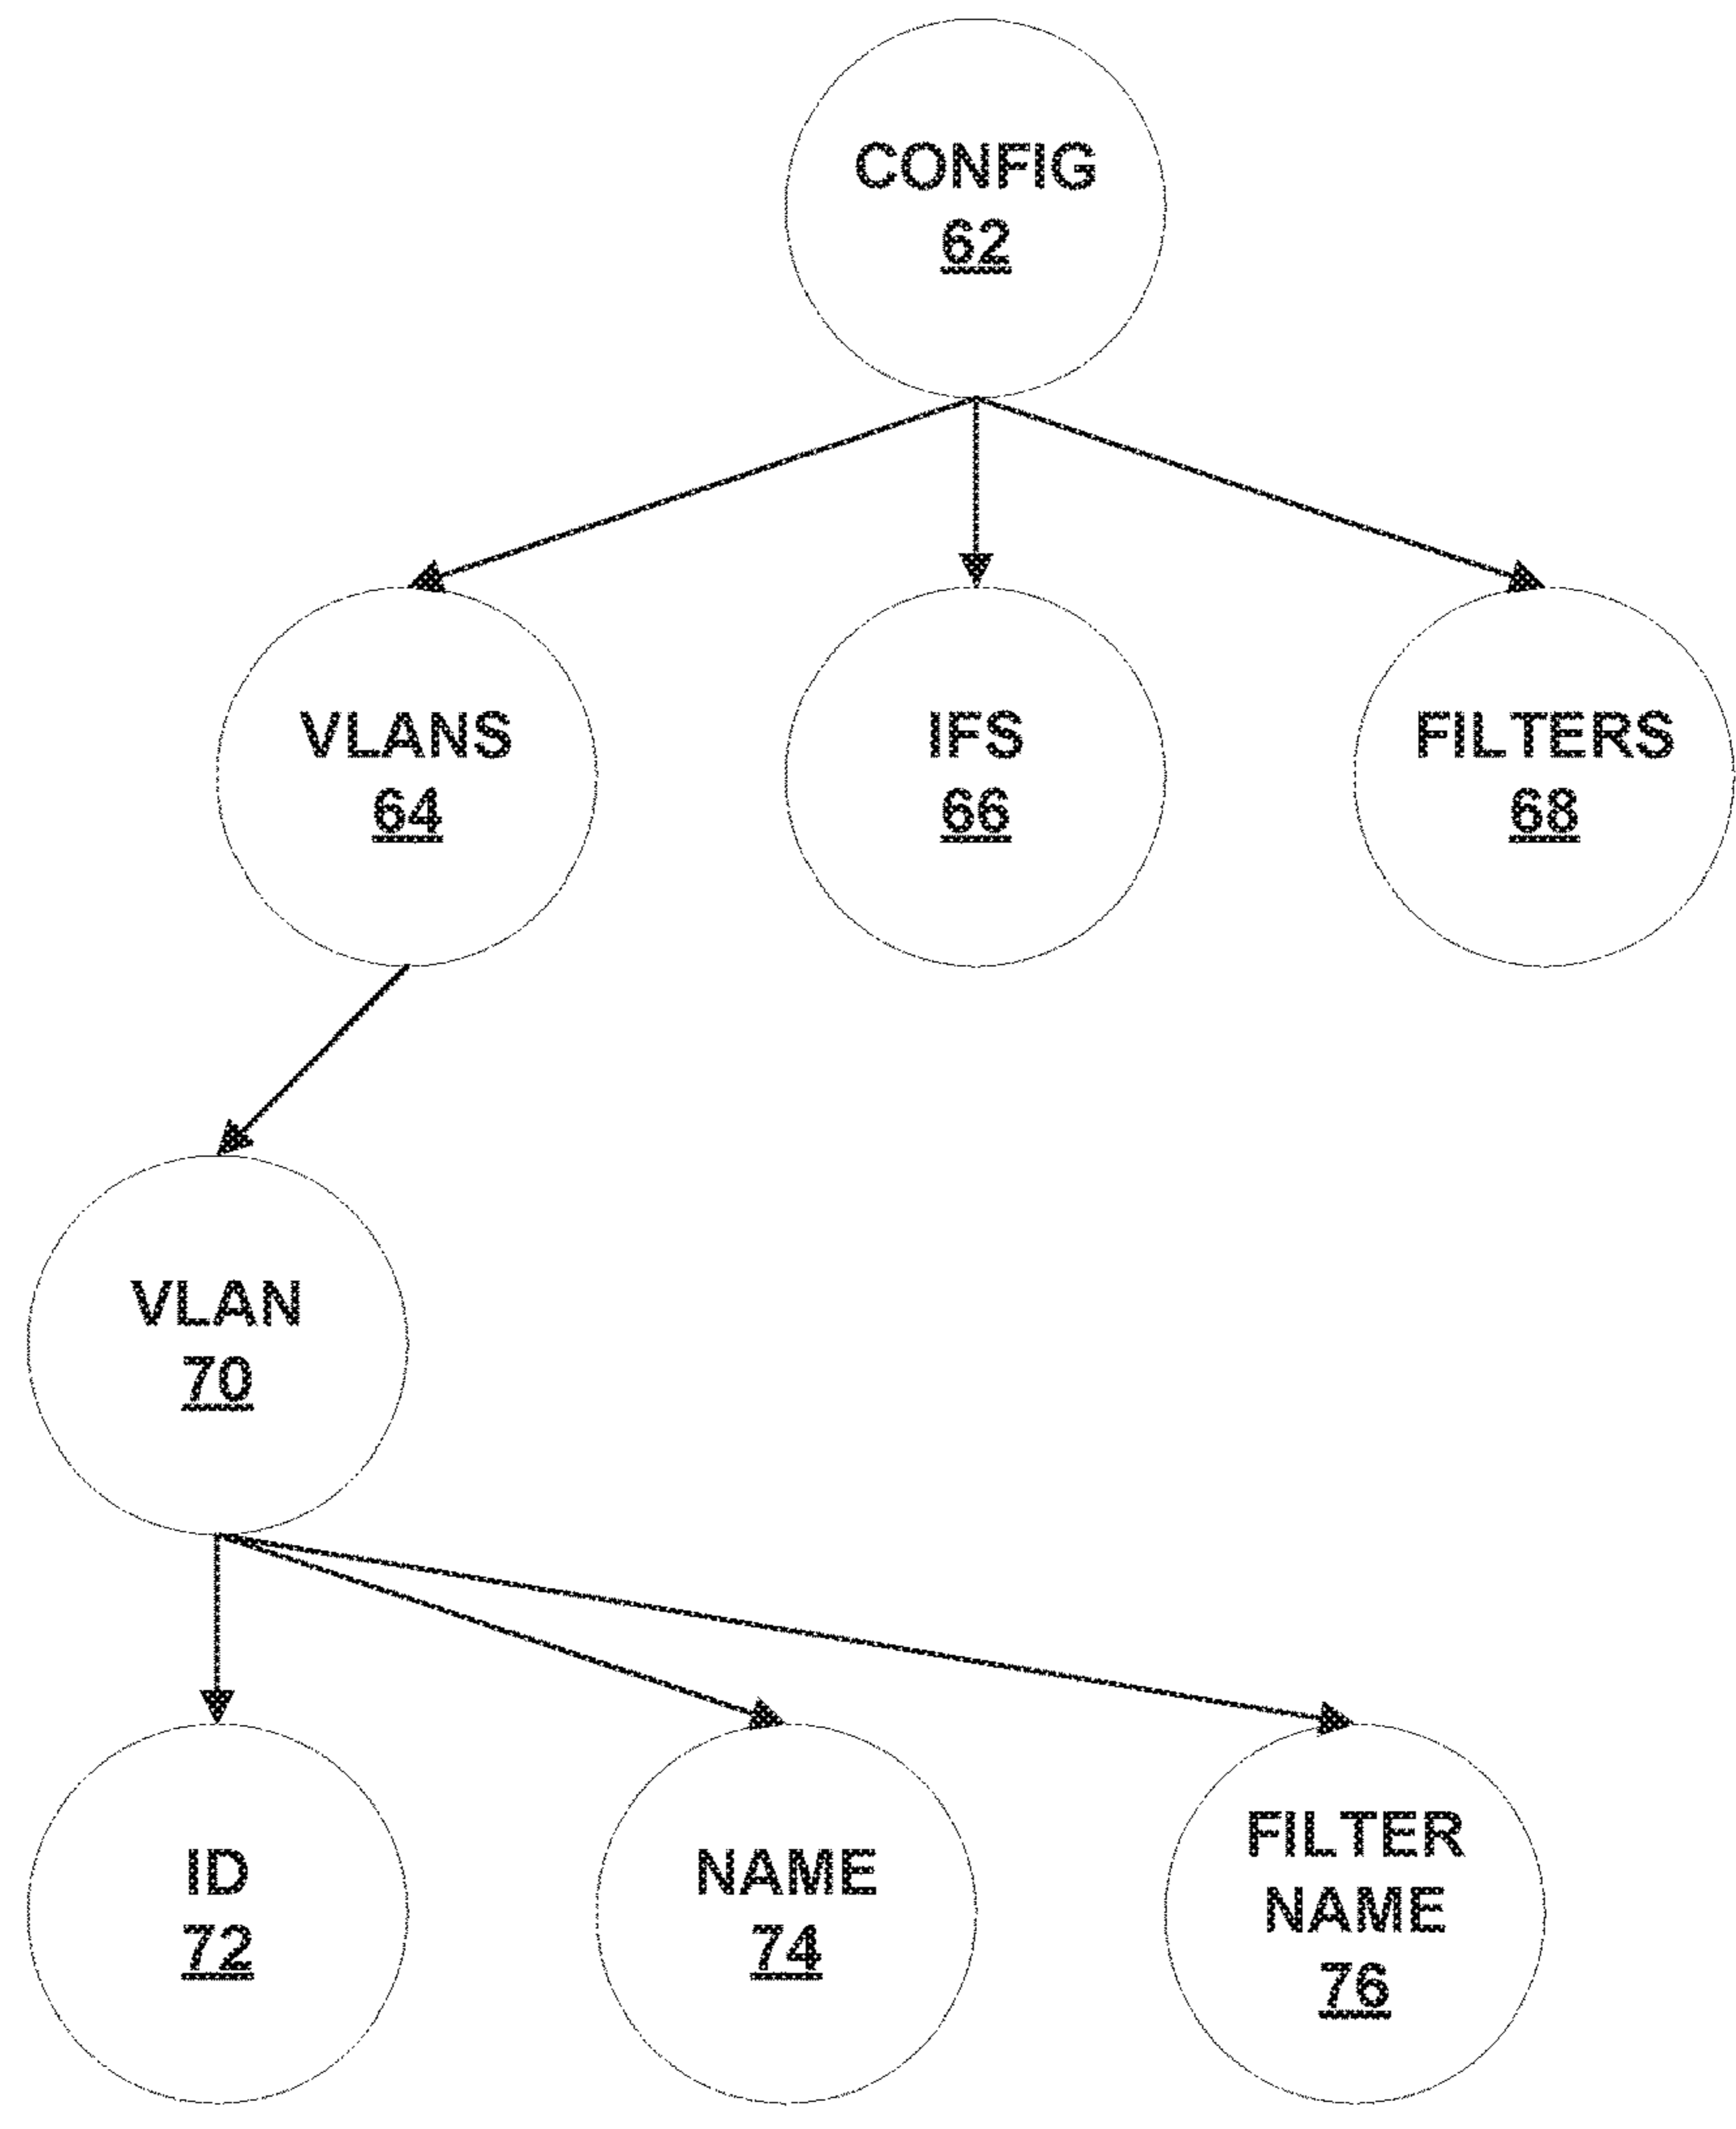 CONFIG
62
VLANS
64
IFS
66
FILTERS
68
VLAN
70
ID
72
NAME
74
FILTER
NAME
76